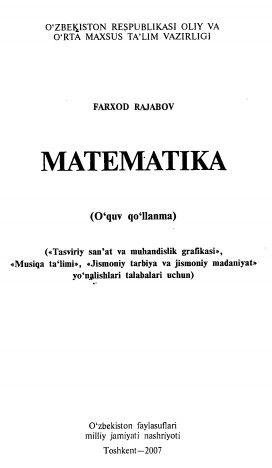 O‘ZBEKISTON RESPUBLIKASI OLIY VA
O‘RTA MAXSUS TA’LIM VAZIRLIGI
FARXOD RAJABOV
MATEMATIKA
(O‘quv qo‘llanma)
(«Tasviriy san’at va muhandislik grafikasi»,
«Musiqa ta’limi», «Jismoniy tarbiya va jismoniy madaniyat»
yo‘nalishlari talabalari uchun)
O‘zbekiston faylasuflari
milliy jamiyati nashriyoti
Toshkent—2007